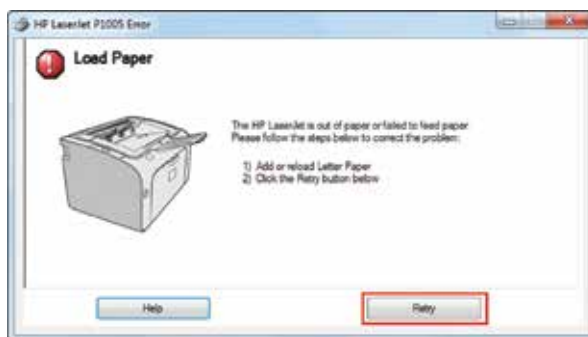 HP LaserJet P1005 Error
Load Paper
The HP LaserJet is out of paper or failed to feed paper
Please follow the steps below to correct the problem:
1) Add or reload Letter Paper
2) Click the Retry button below
Help
Retry